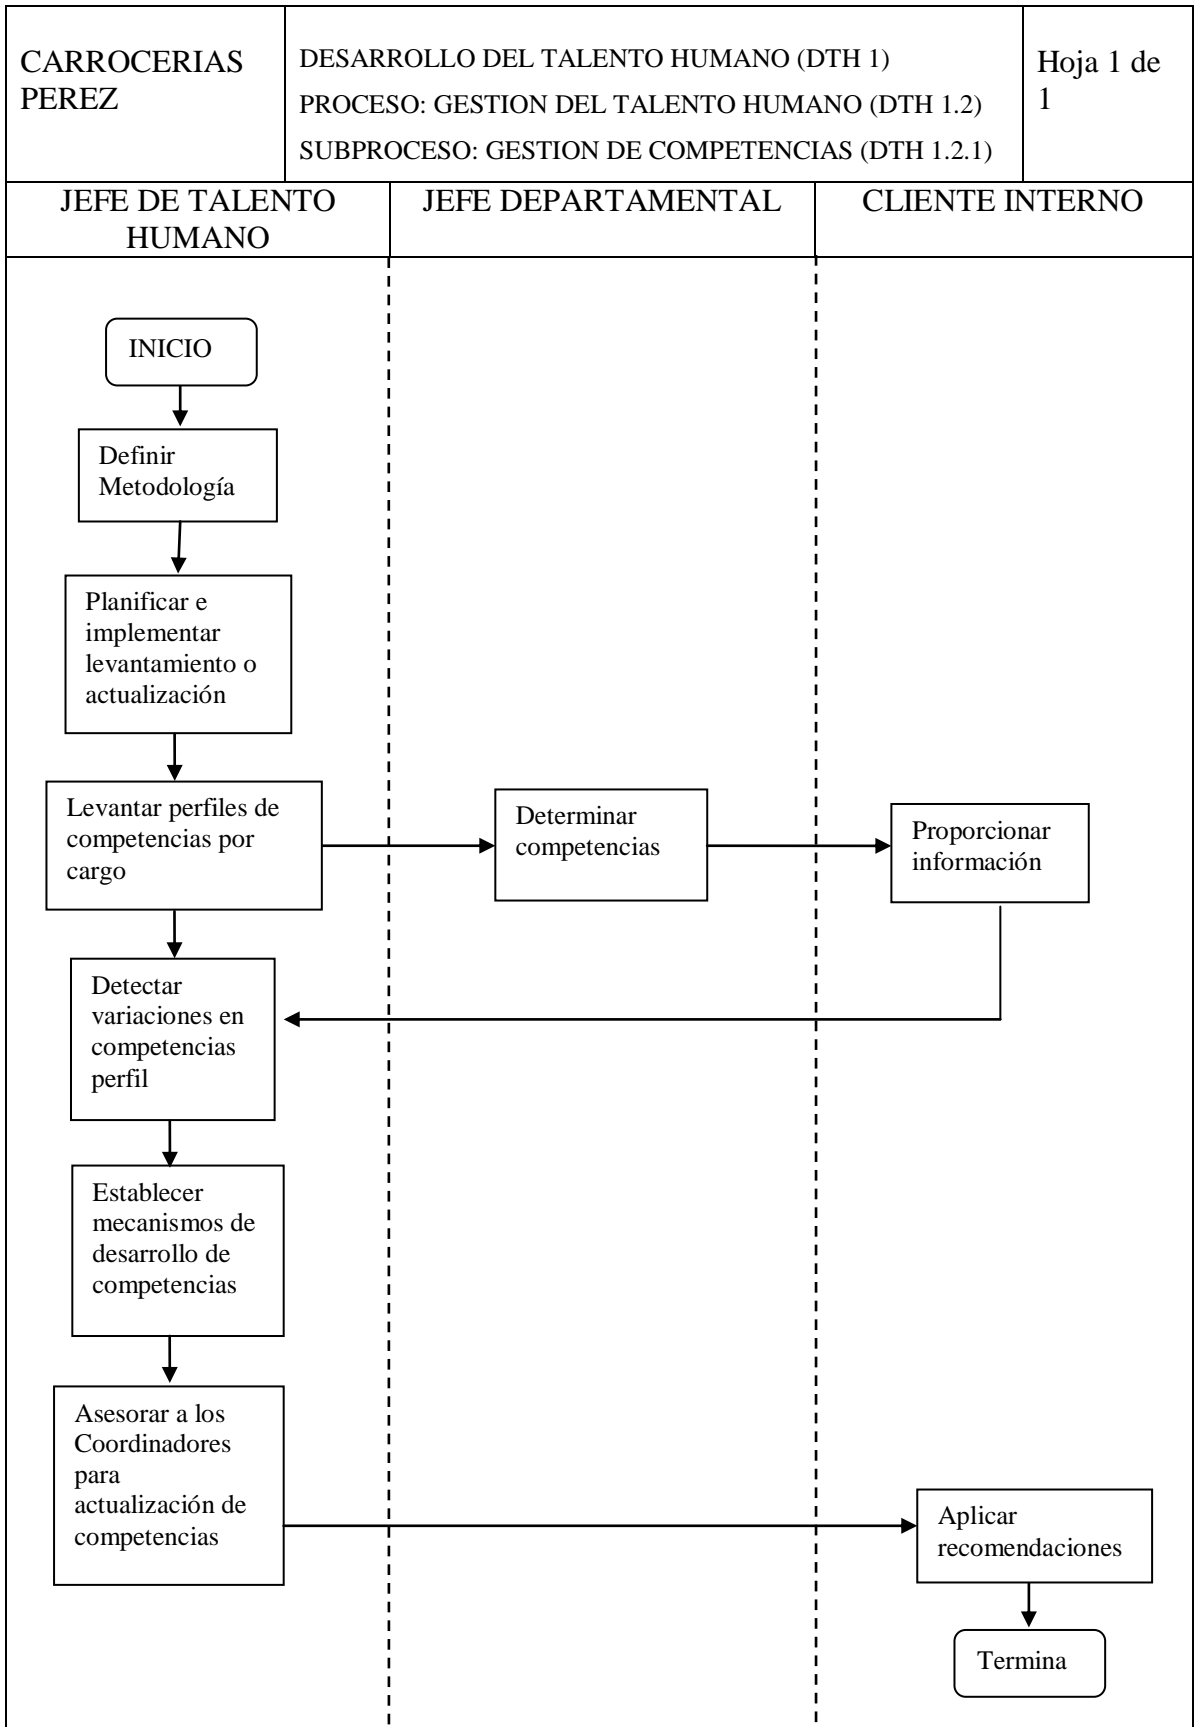 CARROCERIAS
PEREZ
DESARROLLO DEL TALENTO HUMANO (DTH 1)
PROCESO: GESTION DEL TALENTO HUMANO (DTH 1.2)
SUBPROCESO: GESTION DE COMPETENCIAS (DTH 1.2.1)
Hoja 1 de
1
JEFE DE TALENTO
HUMANO
JEFE DEPARTAMENTAL
CLIENTE INTERNO
INICIO
Definir
Metodología
Planificar e
implementar
levantamiento o
actualización
Levantar perfiles de
competencias por
cargo
Determinar
competencias
Proporcionar
información
Detectar
variaciones en
competencias
perfil
Establecer
mecanismos de
desarrollo de
competencias
Asesorar a los
Coordinadores
para
actualización de
competencias
Aplicar
recomendaciones
Termina